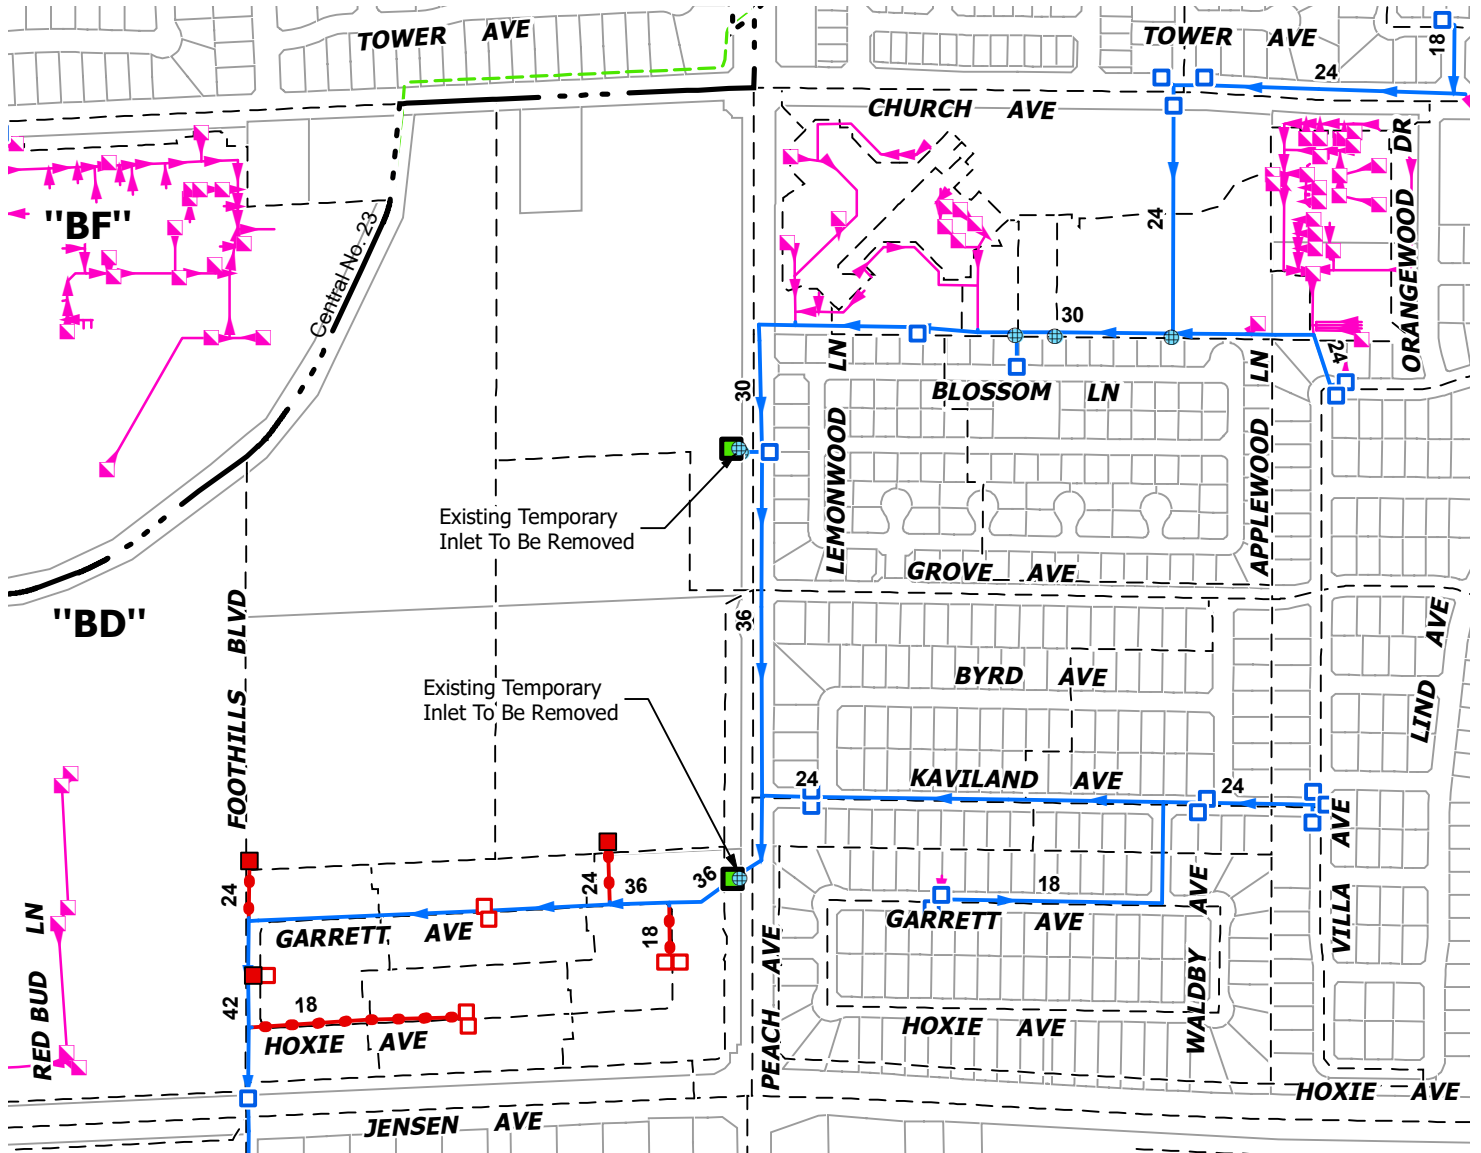 TOWER AVE
TOWER AVE
18
24
CHURCH AVE
ORANGEWOOD DR
"BF"
24
Central No. 23
30
24
LN
LN
30
BLOSSOM LN
LEMONWOOD
APPLEWOOD
Existing Temporary
Inlet To Be Removed
GROVE AVE
"BD"
FOOTHILLS BLVD
36
LIND AVE
BYRD AVE
Existing Temporary
Inlet To Be Removed
24
KAVILAND AVE
24
VILLA AVE
24
24
36
36
18
GARRETT AVE
18
GARRETT AVE
WALDBY AVE
RED BUD LN
PEACH AVE
42
18
HOXIE AVE
HOXIE AVE
HOXIE AVE
JENSEN AVE